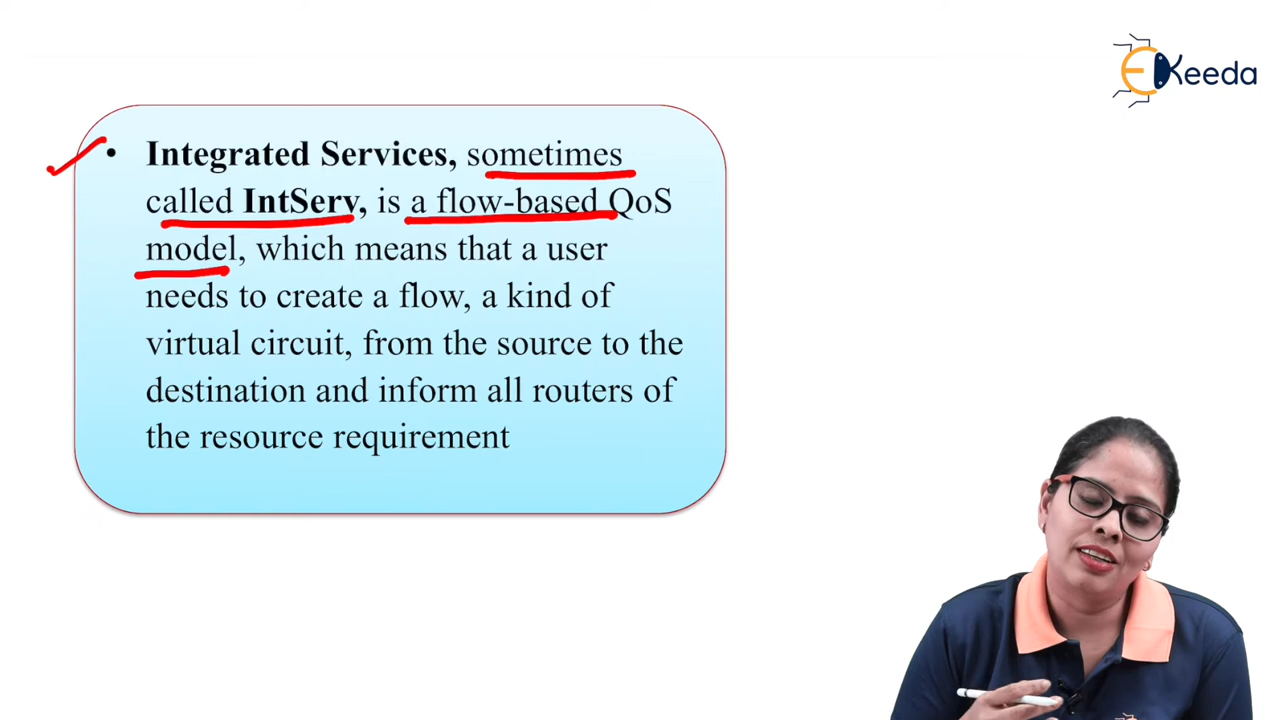 EKeeda
• Integrated Services, sometimes
called IntServ, is a flow-based QoS
model, which means that a user
needs to create a flow, a kind of
virtual circuit, from the source to the
destination and inform all routers of
the resource requirement